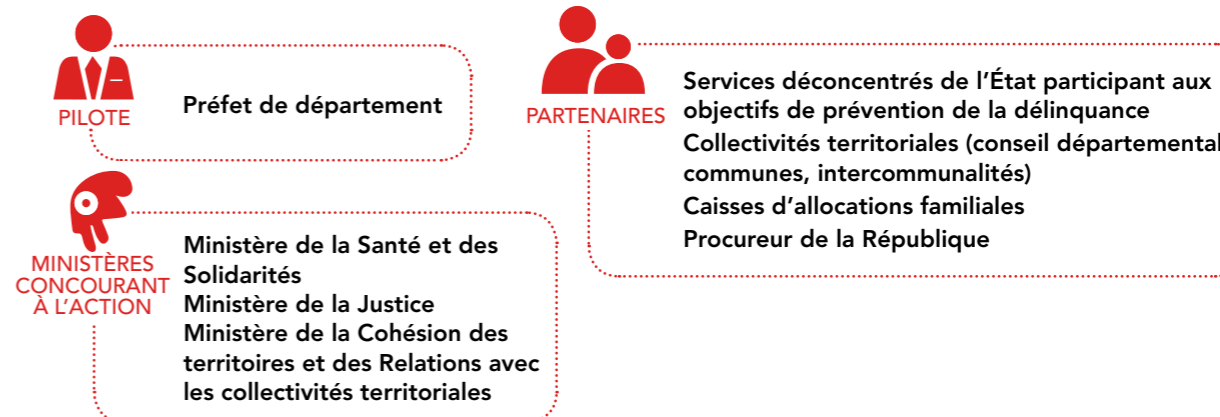 PILOTE
Préfet de département
MINISTÈRES
CONCOURANT
À L'ACTION
Ministère de la Santé et des
Solidarités
Ministère de la Justice
Ministère de la Cohésion des
territoires et des Relations avec
les collectivités territoriales
PARTENAIRES
Services déconcentrés de l'État participant aux
objectifs de prévention de la délinquance
Collectivités territoriales (conseil départemental
communes, intercommunalités)
Caisses d'allocations familiales
Procureur de la République